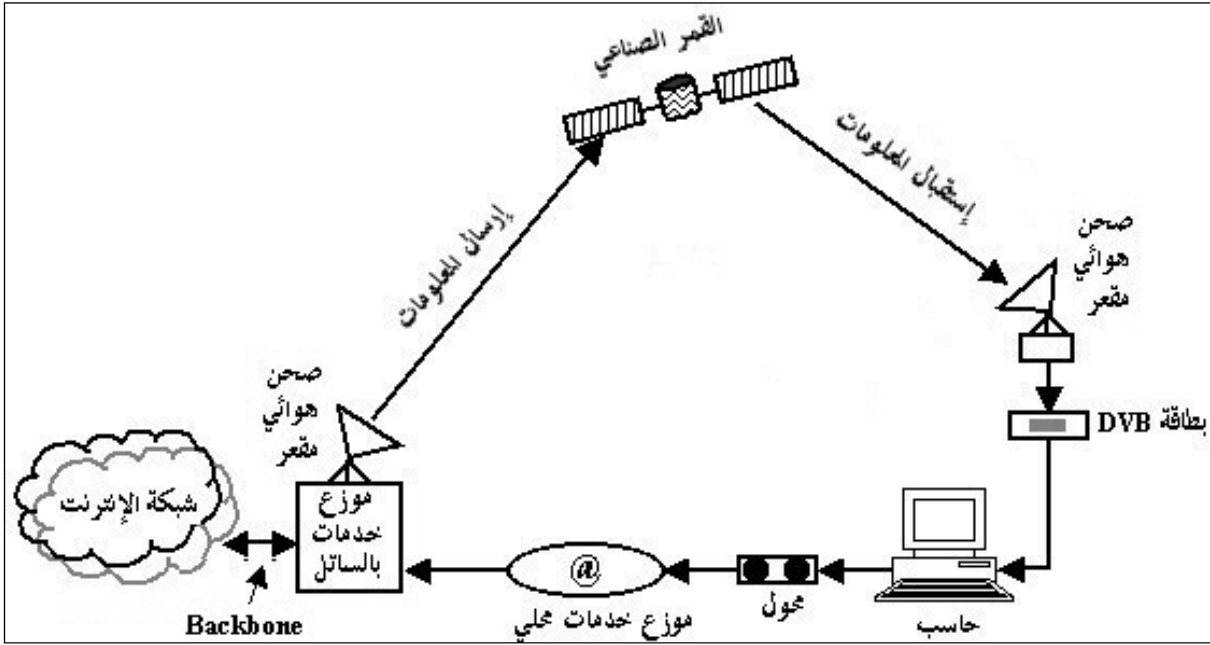 القمر الصناعي
إرسال المعلومات
إستقبال المعلومات
صحن
هوائي
مقعر
بطاقة DVB
صحن
هوائي
مقعر
شبكة الإنترنت
موزع
خدمات
بالساتل
Backbone
@
موزع خدمات محلي
محول
حاسب